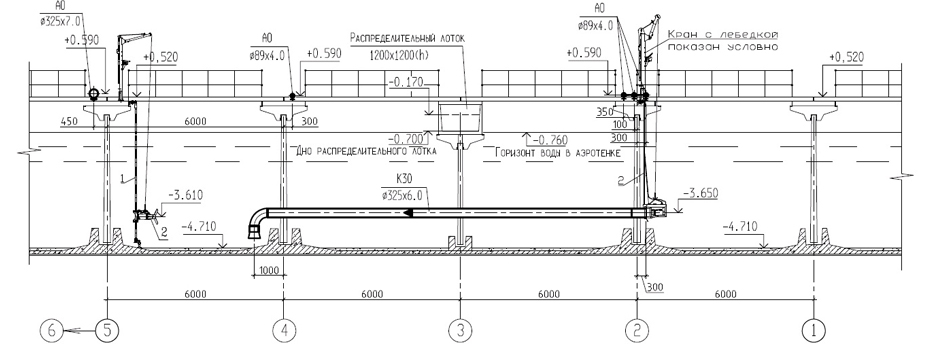 А0
ø325x7.0
+0.590
+0,520
А0
ø89x4.0
+0.590
РАСПРЕДЕЛИТЕЛЬНЫЙ ЛОТОК
1200x1200(h)
-0.170
А0
ø89x4.0
+0.590
Кран с лебедкой
показан условно
+0,520
450
6000
300
350
100
300
-0.700
-0.760
ДНО РАСПРЕДЕЛИТЕЛЬНОГО ЛОТКА
ГОРИЗОНТ ВОДЫ В АЭРОТЕНКЕ
1
2
К30
ø325x6.0
-3.610
2
-3.650
-4.710
-4.710
1000
300
6000
6000
6000
6000
6
5
4
3
2
1